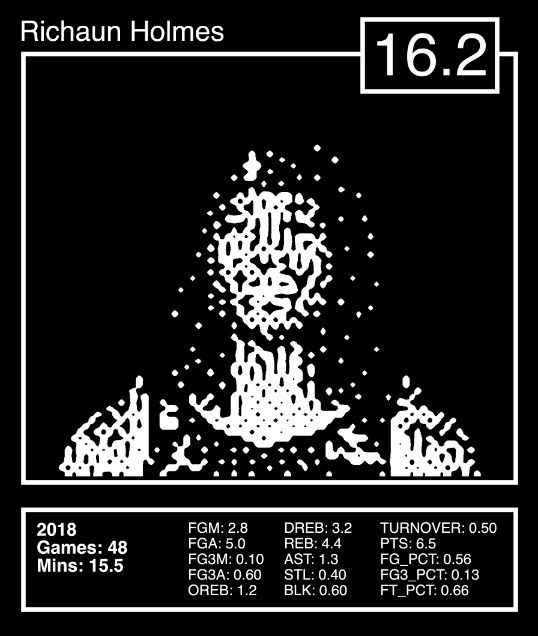 Richaun Holmes
16.2
2018
Games: 48
Mins: 15.5
FGM: 2.8
FGA: 5.0
FG3M: 0.10
FG3A: 0.60
OREB: 1.2
DREB: 3.2
REB: 4.4
AST: 1.3
STL: 0.40
BLK: 0.60
TURNOVER: 0.50
PTS: 6.5
FG_PCT: 0.56
FG3_PCT: 0.13
FT_PCT: 0.66